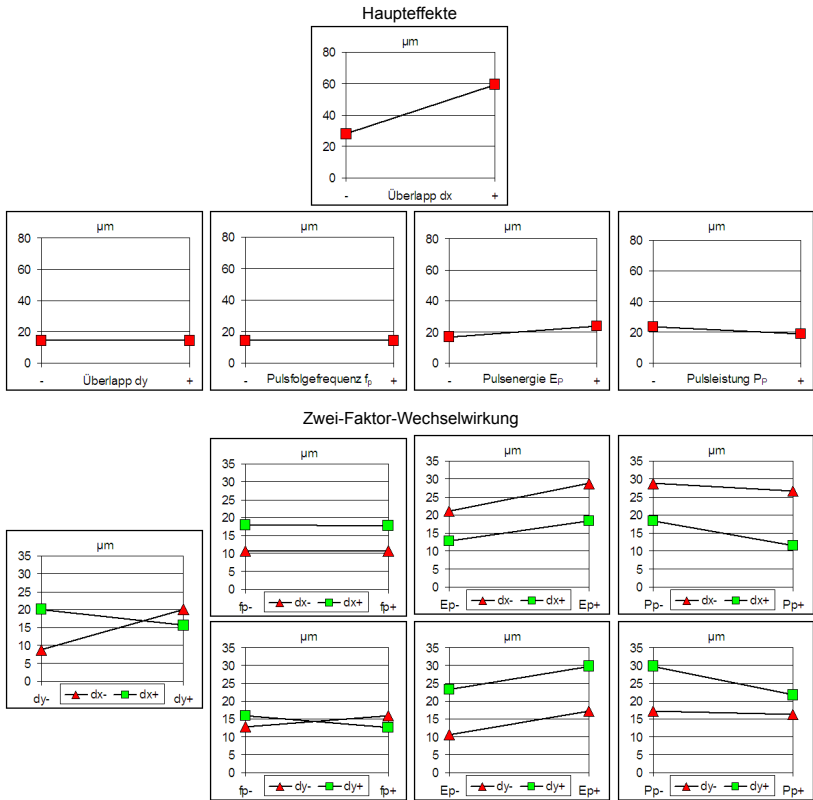 Haupteffekte
µm
80
60
40
20
0
- Überlapp dx +
µm µm µm µm
80 80 80 80
60 60 60 60
40 40 40 40
20 20 20 20
0 0 0 0
- Überlapp dy + - Pulsfolgefrequenz fp + - Pulsenergie EP + - Pulsleistung PP +
Zwei-Faktor-Wechselwirkung
µm µm µm
35 35 35
30 30 30
25 25 25
20 20 20
15 15 15
10 10 10
5 5 5
0 0 0
fp- dx- dx+ fp+ Ep- dx- dx+ Ep+ Pp- dx- dx+ Pp+
µm
35
30
25
20
15
10
5
0
dy- dx- dx+ dy+
µm µm µm
35 35 35
30 30 30
25 25 25
20 20 20
15 15 15
10 10 10
5 5 5
0 0 0
fp- dy- dy+ fp+ Ep- dy- dy+ Ep+ Pp- dy- dy+ Pp+